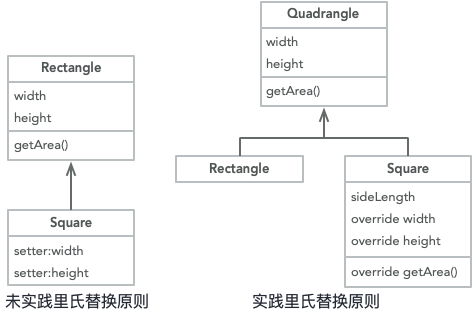 Rectangle
width
height
getArea()
Square
setter:width
setter:height
未实践里氏替换原则
Quadrangle
width
height
getArea()
Rectangle
Square
sideLength
override width
override height
override getArea()
实践里氏替换原则